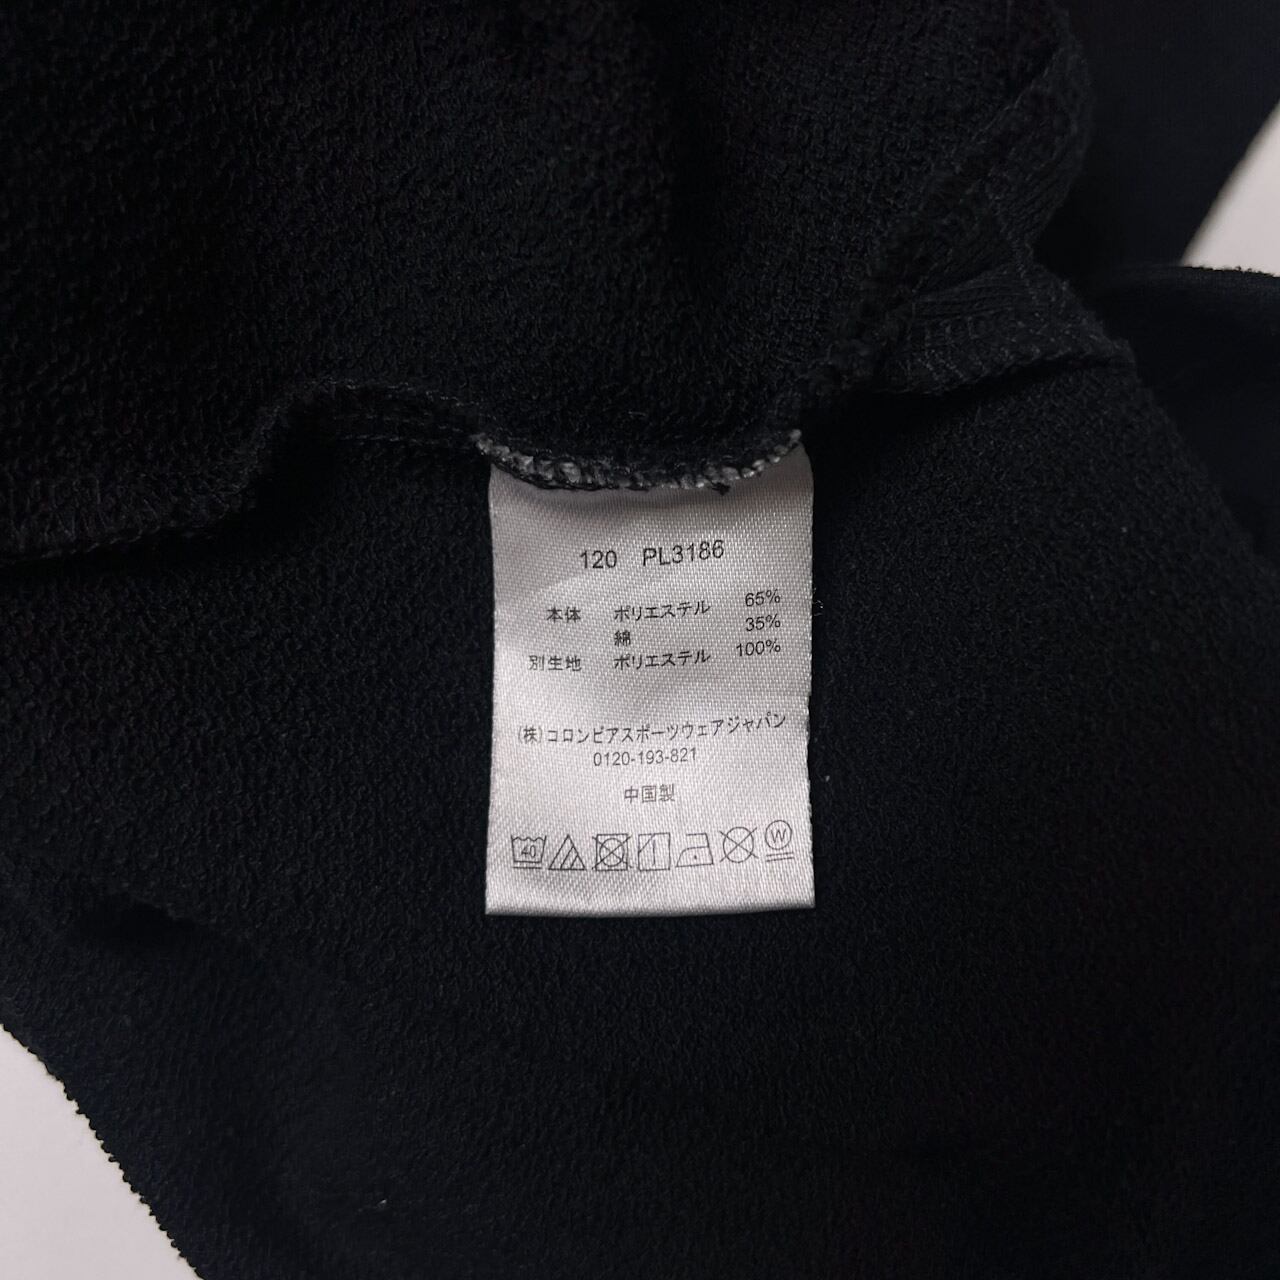 120 PL3186
本体 ポリエステル 65%
綿 35%
別生地 ポリエステル 100%
(株)コロンビアスポーツウェアジャパン
0120-193-821
中国製
40 W